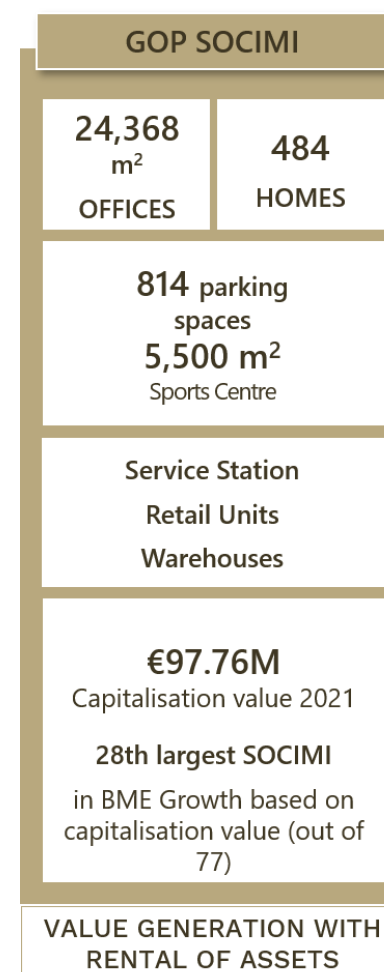 GOP SOCIMI
24,368
m²
OFFICES
484
HOMES
814 parking
spaces
5,500 m²
Sports Centre
Service Station
Retail Units
Warehouses
€97.76M
Capitalisation value 2021
28th largest SOCIMI
in BME Growth based on
capitalisation value (out of
77)
VALUE GENERATION WITH
RENTAL OF ASSETS